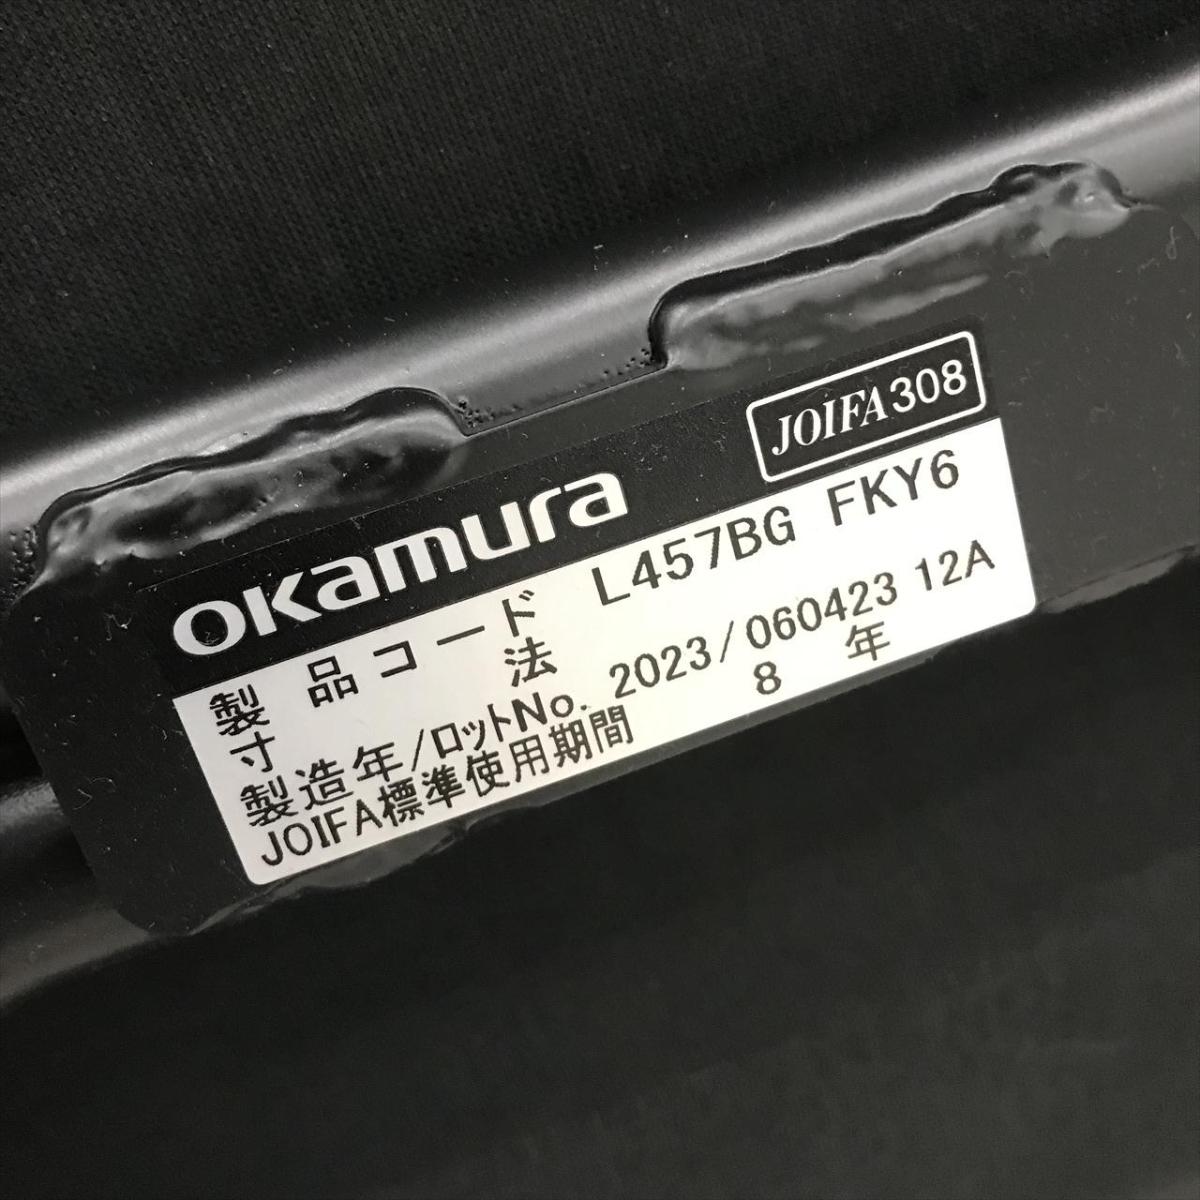 JOIFA308
okamura
製品コード L457BG FKY6
寸法
製造年/ロットNo. 2023/060423 12A
JOIFA標準使用期間 8 年